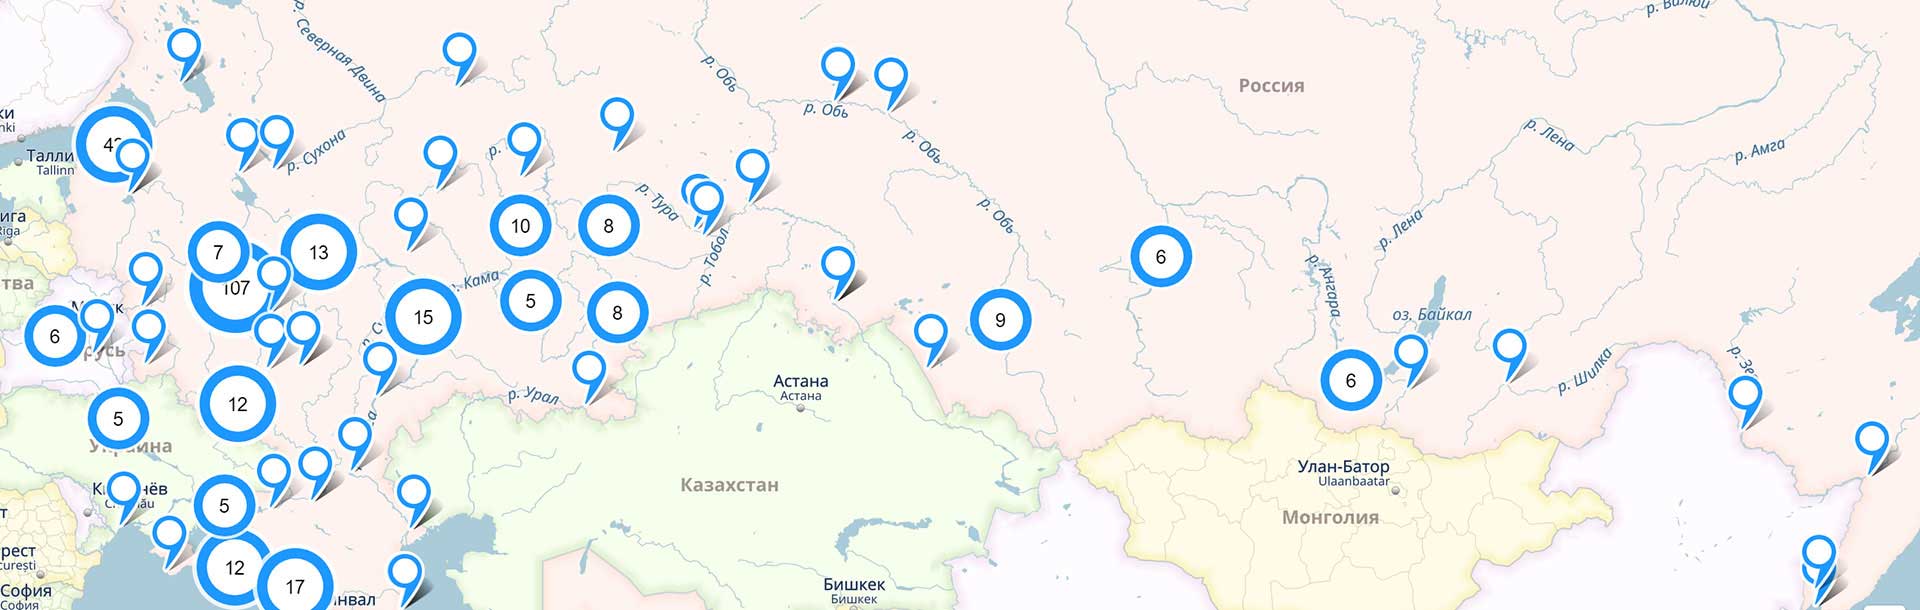 р. Вилюй
р. Северная Двина
р. Обь
Россия
р. Обь
ки
nki
Талли
Tallinn
р. Сухона
р. Обь
р. Лена
р. Амга
р.
р. Тура
ига
Riga
7
13
10
8
р. Обь
р. Лена
6
р. Тобол
тва
107
р. Кама
5
р. Ангара
М к
6
15
8
9
оз. Байкал
русь
р. С
6
р. Зе
р. Шилка
Астана
Астана
р. Урал
12
5
а
Украина
Улан-Батор
Ulaanbaatar
Казахстан
Кишинёв
5
Монголия
т
рест
curești
12
17
София
София
нвал
Бишкек
Бишкек